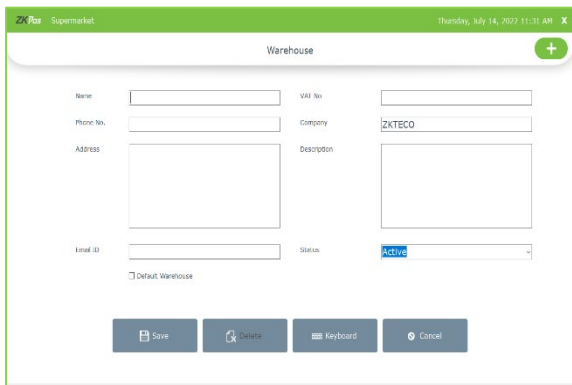 ZKPos Supermarket Thursday, July 14, 2022 11:31 AM X
Warehouse
Name VAT No
Phone No. Company ZKTECO
Address Description
Email ID Status Active
Default Warehouse
Save Delete Keyboard Cancel